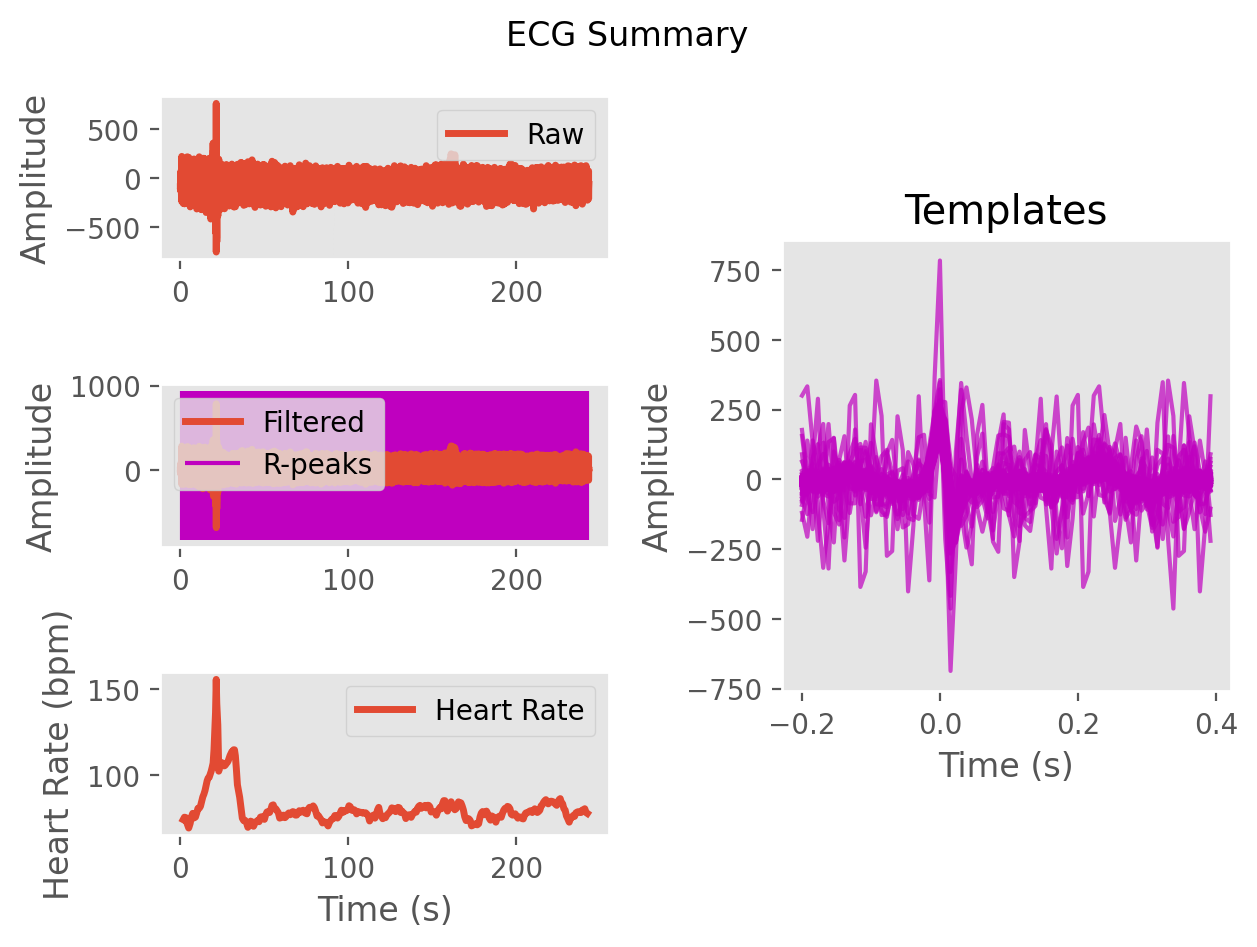 ECG Summary
Amplitude
500
0
−500
Raw
0 100 200
Amplitude
1000
0
Filtered
R-peaks
0 100 200
Heart Rate (bpm)
150
100
Heart Rate
0 100 200
Time (s)
Templates
Amplitude
750
500
250
0
−250
−500
−750
−0.2 0.0 0.2 0.4
Time (s)